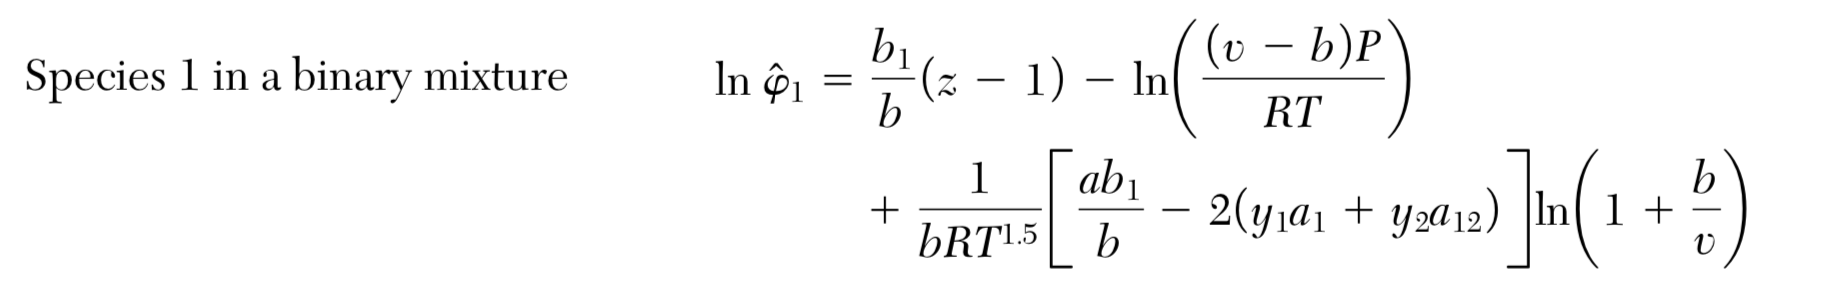 Species 1 in a binary mixture ln φ̂₁ = b₁/b (z − 1) − ln((v − b)P/RT)
+ 1/(bRT^1.5) [ab₁/b − 2(y₁a₁ + y₂a₁₂)] ln(1 + b/v)